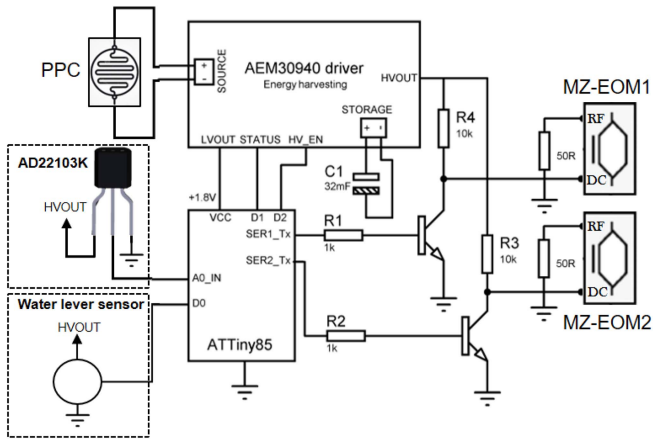 PPC
+
-
SOURCE
AEM30940 driver
Energy harvesting
HVOUT
STORAGE
+ -
LVOUT STATUS HV_EN
C1
32mF
R4
10k
MZ-EOM1
RF
50R
DC
AD22103K
HVOUT
+1.8V
VCC D1 D2
SER1_Tx
SER2_Tx
A0_IN
D0
ATTiny85
R1
1k
R2
1k
R3
10k
RF
50R
DC
MZ-EOM2
Water lever sensor
HVOUT